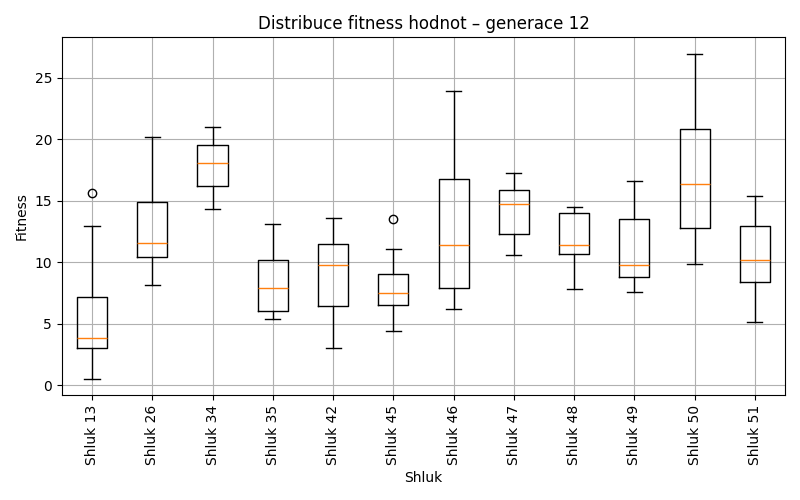 Distribuce fitness hodnot – generace 12
Fitness
25
20
15
10
5
0
Shluk 13
Shluk 26
Shluk 34
Shluk 35
Shluk 42
Shluk 45
Shluk 46
Shluk 47
Shluk 48
Shluk 49
Shluk 50
Shluk 51
Shluk